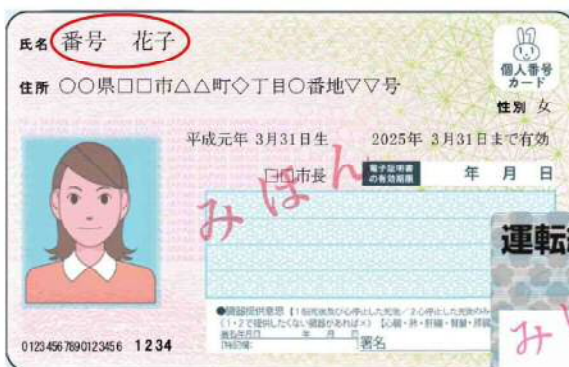 氏名 番号 花子
個人番号
カード
住所 ○○県□□市△△町◇丁目○番地▽▽号
性別 女
平成元年 3月31日生 2025年 3月31日まで有効
□□市長
電子証明書
の有効期限
年 月 日
みほん
運転
●臓器提供意思
署名
年 月 日
01234567890123456 1234
み